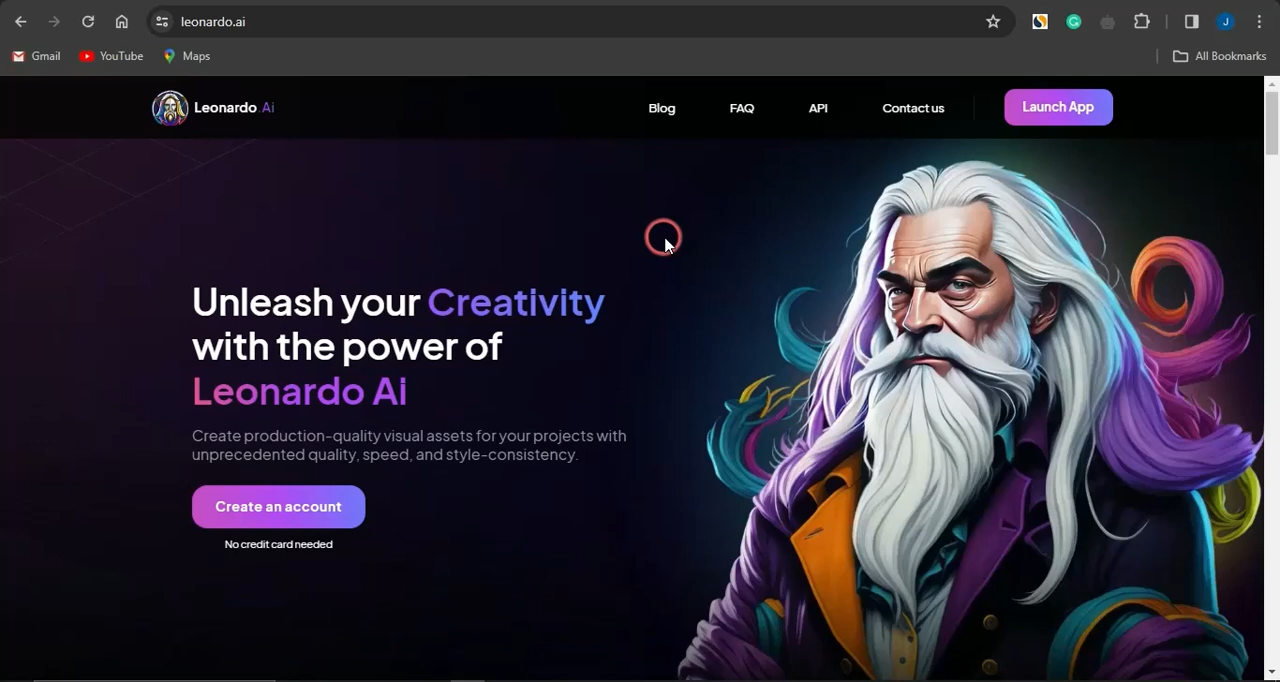 leonardo.ai
Gmail YouTube Maps All Bookmarks
Leonardo.Ai Blog FAQ API Contact us Launch App
Unleash your Creativity
with the power of
Leonardo Ai
Create production-quality visual assets for your projects with
unprecedented quality, speed, and style-consistency.
Create an account
No credit card needed
J